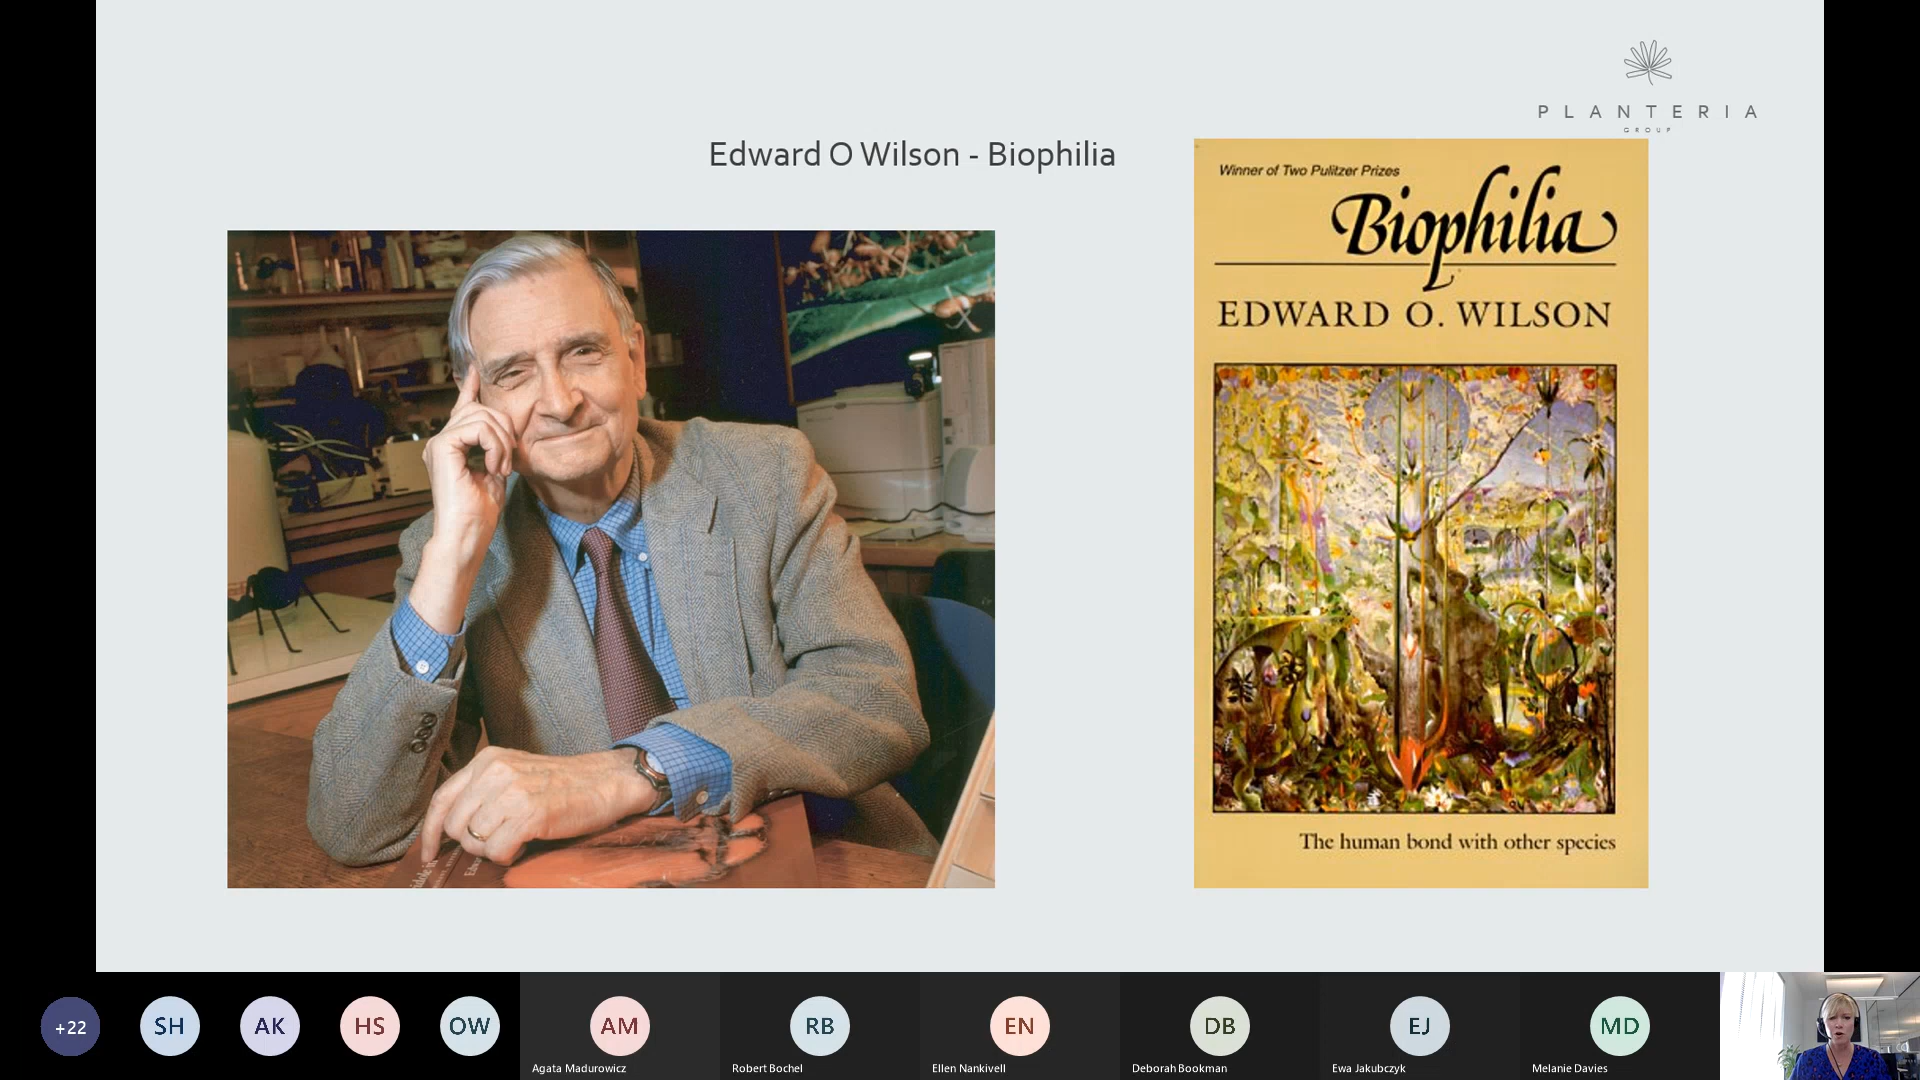 PLANTERIA
GROUP
Edward O Wilson - Biophilia
Winner of Two Pulitzer Prizes
Biophilia
EDWARD O. WILSON
The human bond with other species
+22
SH
AK
HS
OW
AM
RB
EN
DB
EJ
MD
Agata Madurowicz
Robert Bochel
Ellen Nankivell
Deborah Bookman
Ewa Jakubczyk
Melanie Davies